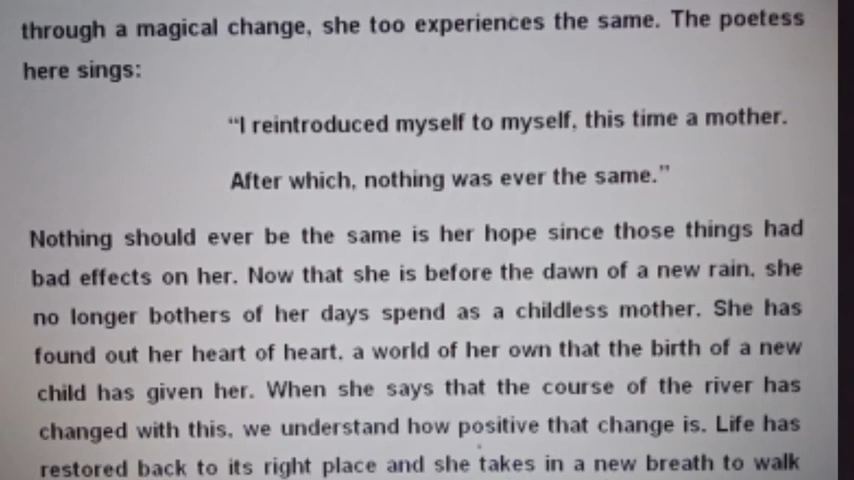 through a magical change, she too experiences the same. The poetess
here sings:
“I reintroduced myself to myself, this time a mother.
After which, nothing was ever the same.”
Nothing should ever be the same is her hope since those things had
bad effects on her. Now that she is before the dawn of a new rain, she
no longer bothers of her days spend as a childless mother. She has
found out her heart of heart, a world of her own that the birth of a new
child has given her. When she says that the course of the river has
changed with this, we understand how positive that change is. Life has
restored back to its right place and she takes in a new breath to walk